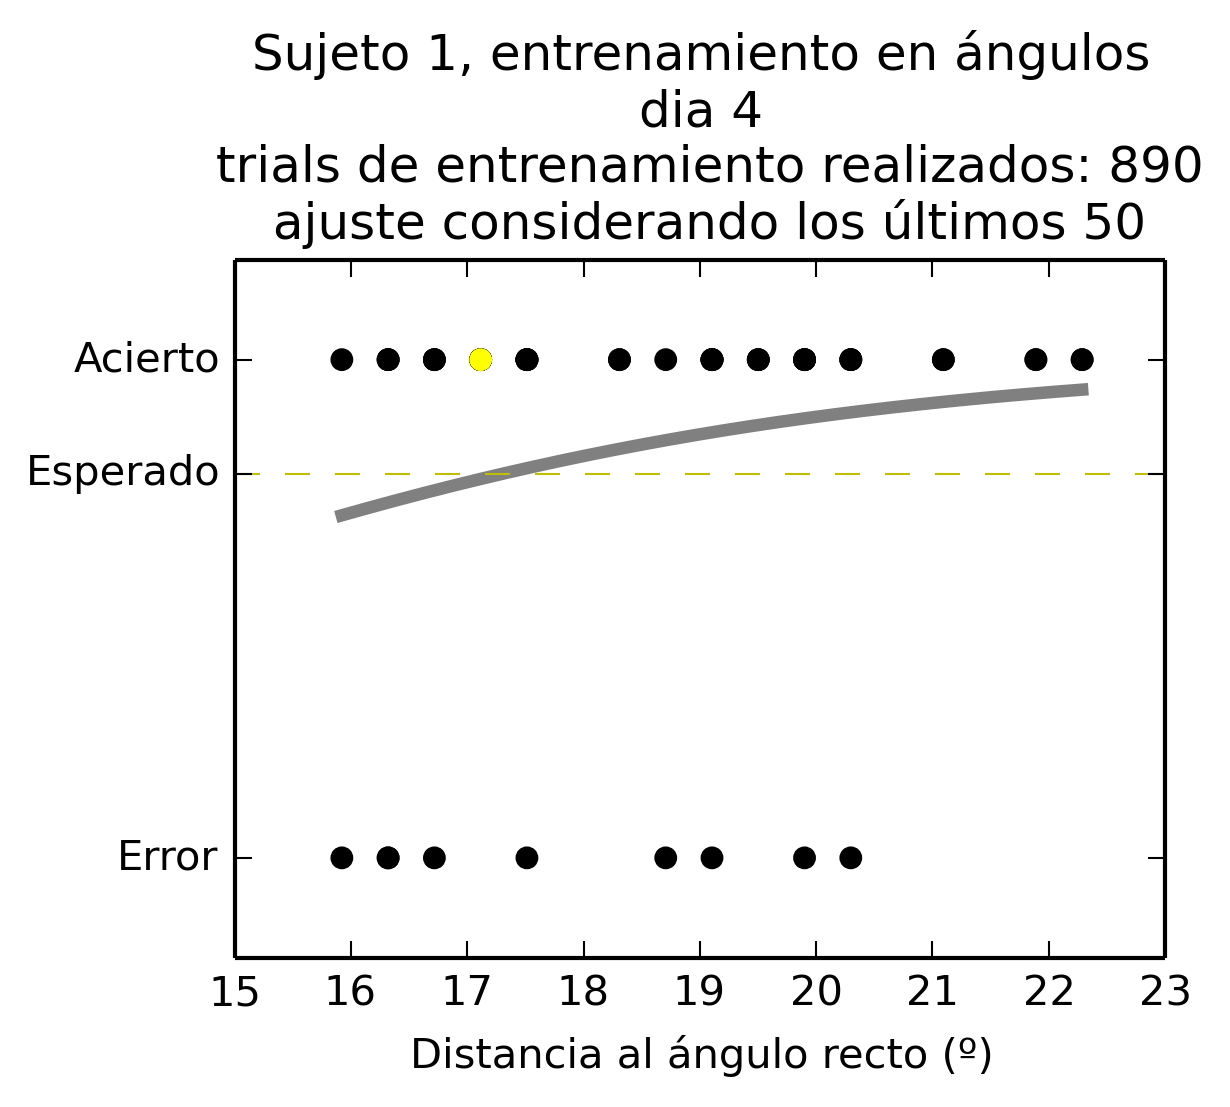 Sujeto 1, entrenamiento en ángulos
dia 4
trials de entrenamiento realizados: 890
ajuste considerando los últimos 50
Acierto
Esperado
Error
15 16 17 18 19 20 21 22 23
Distancia al ángulo recto (º)